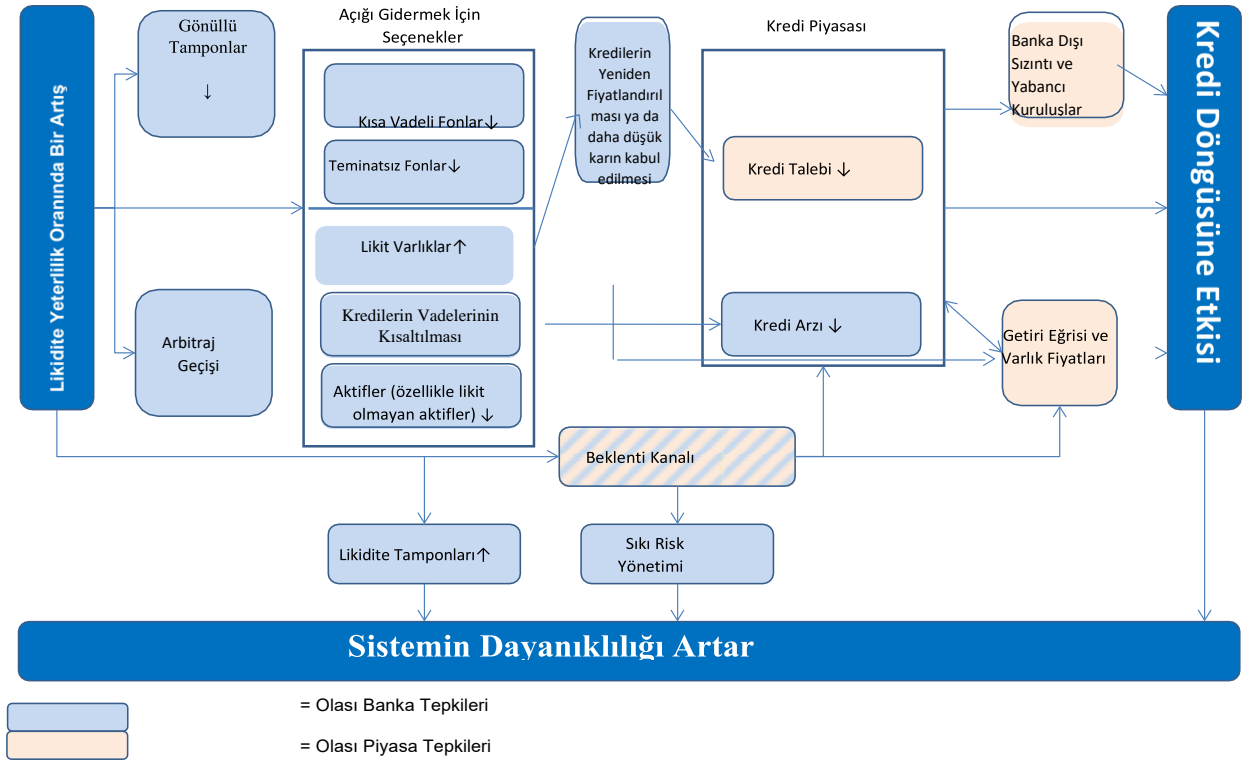 Likidite Yeterlilik Oranında Bir Artış
Gönüllü
Tamponlar
↓
Arbitraj
Geçişi
Açığı Gidermek İçin
Seçenekler
Kısa Vadeli Fonlar↓
Teminatsız Fonlar↓
Likit Varlıklar↑
Kredilerin Vadelerinin
Kısaltılması
Aktifler (özellikle likit
olmayan aktifler) ↓
Kredilerin
Yeniden
Fiyatlandırıl
ması ya da
daha düşük
karın kabul
edilmesi
Kredi Piyasası
Kredi Talebi ↓
Kredi Arzı ↓
Banka Dışı
Sızıntı ve
Yabancı
Kuruluşlar
Getiri Eğrisi ve
Varlık Fiyatları
Kredi Döngüsüne Etkisi
Beklenti Kanalı
Likidite Tamponları↑
Sıkı Risk
Yönetimi
Sistemin Dayanıklılığı Artar
= Olası Banka Tepkileri
= Olası Piyasa Tepkileri